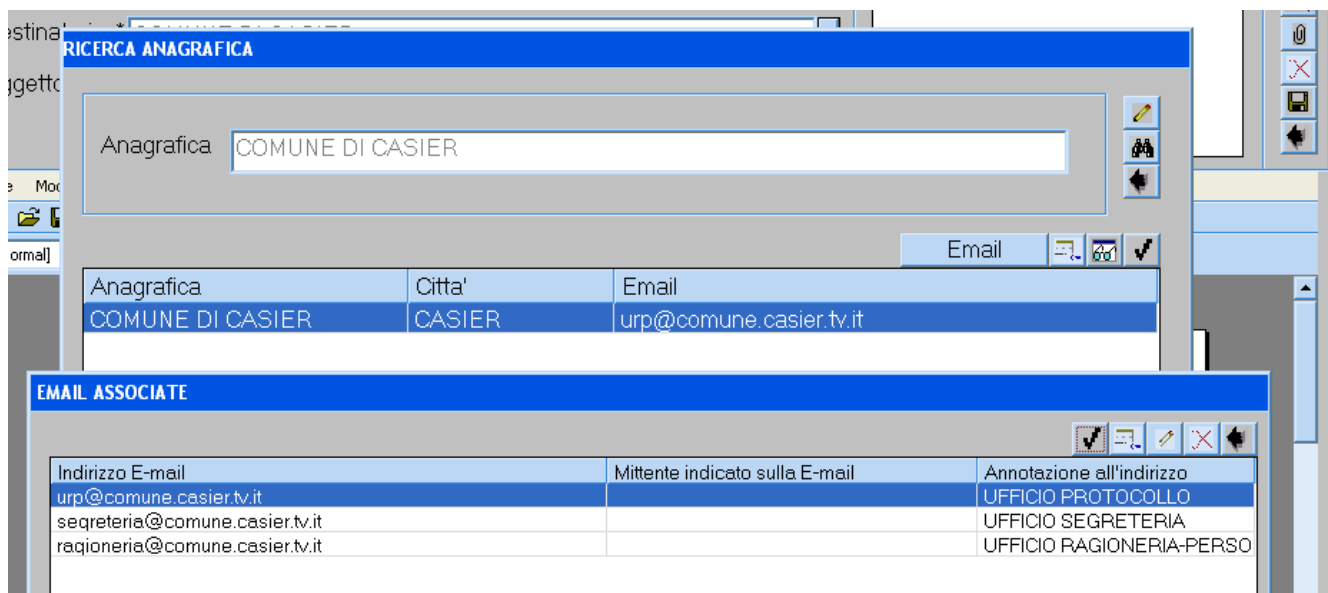 RICERCA ANAGRAFICA
Anagrafica COMUNE DI CASIER
ormal]
Email
Anagrafica Citta' Email
COMUNE DI CASIER CASIER urp@comune.casier.tv.it
EMAIL ASSOCIATE
Indirizzo E-mail Mittente indicato sulla E-mail Annotazione all'indirizzo
urp@comune.casier.tv.it UFFICIO PROTOCOLLO
segreteria@comune.casier.tv.it UFFICIO SEGRETERIA
ragioneria@comune.casier.tv.it UFFICIO RAGIONERIA-PERSO